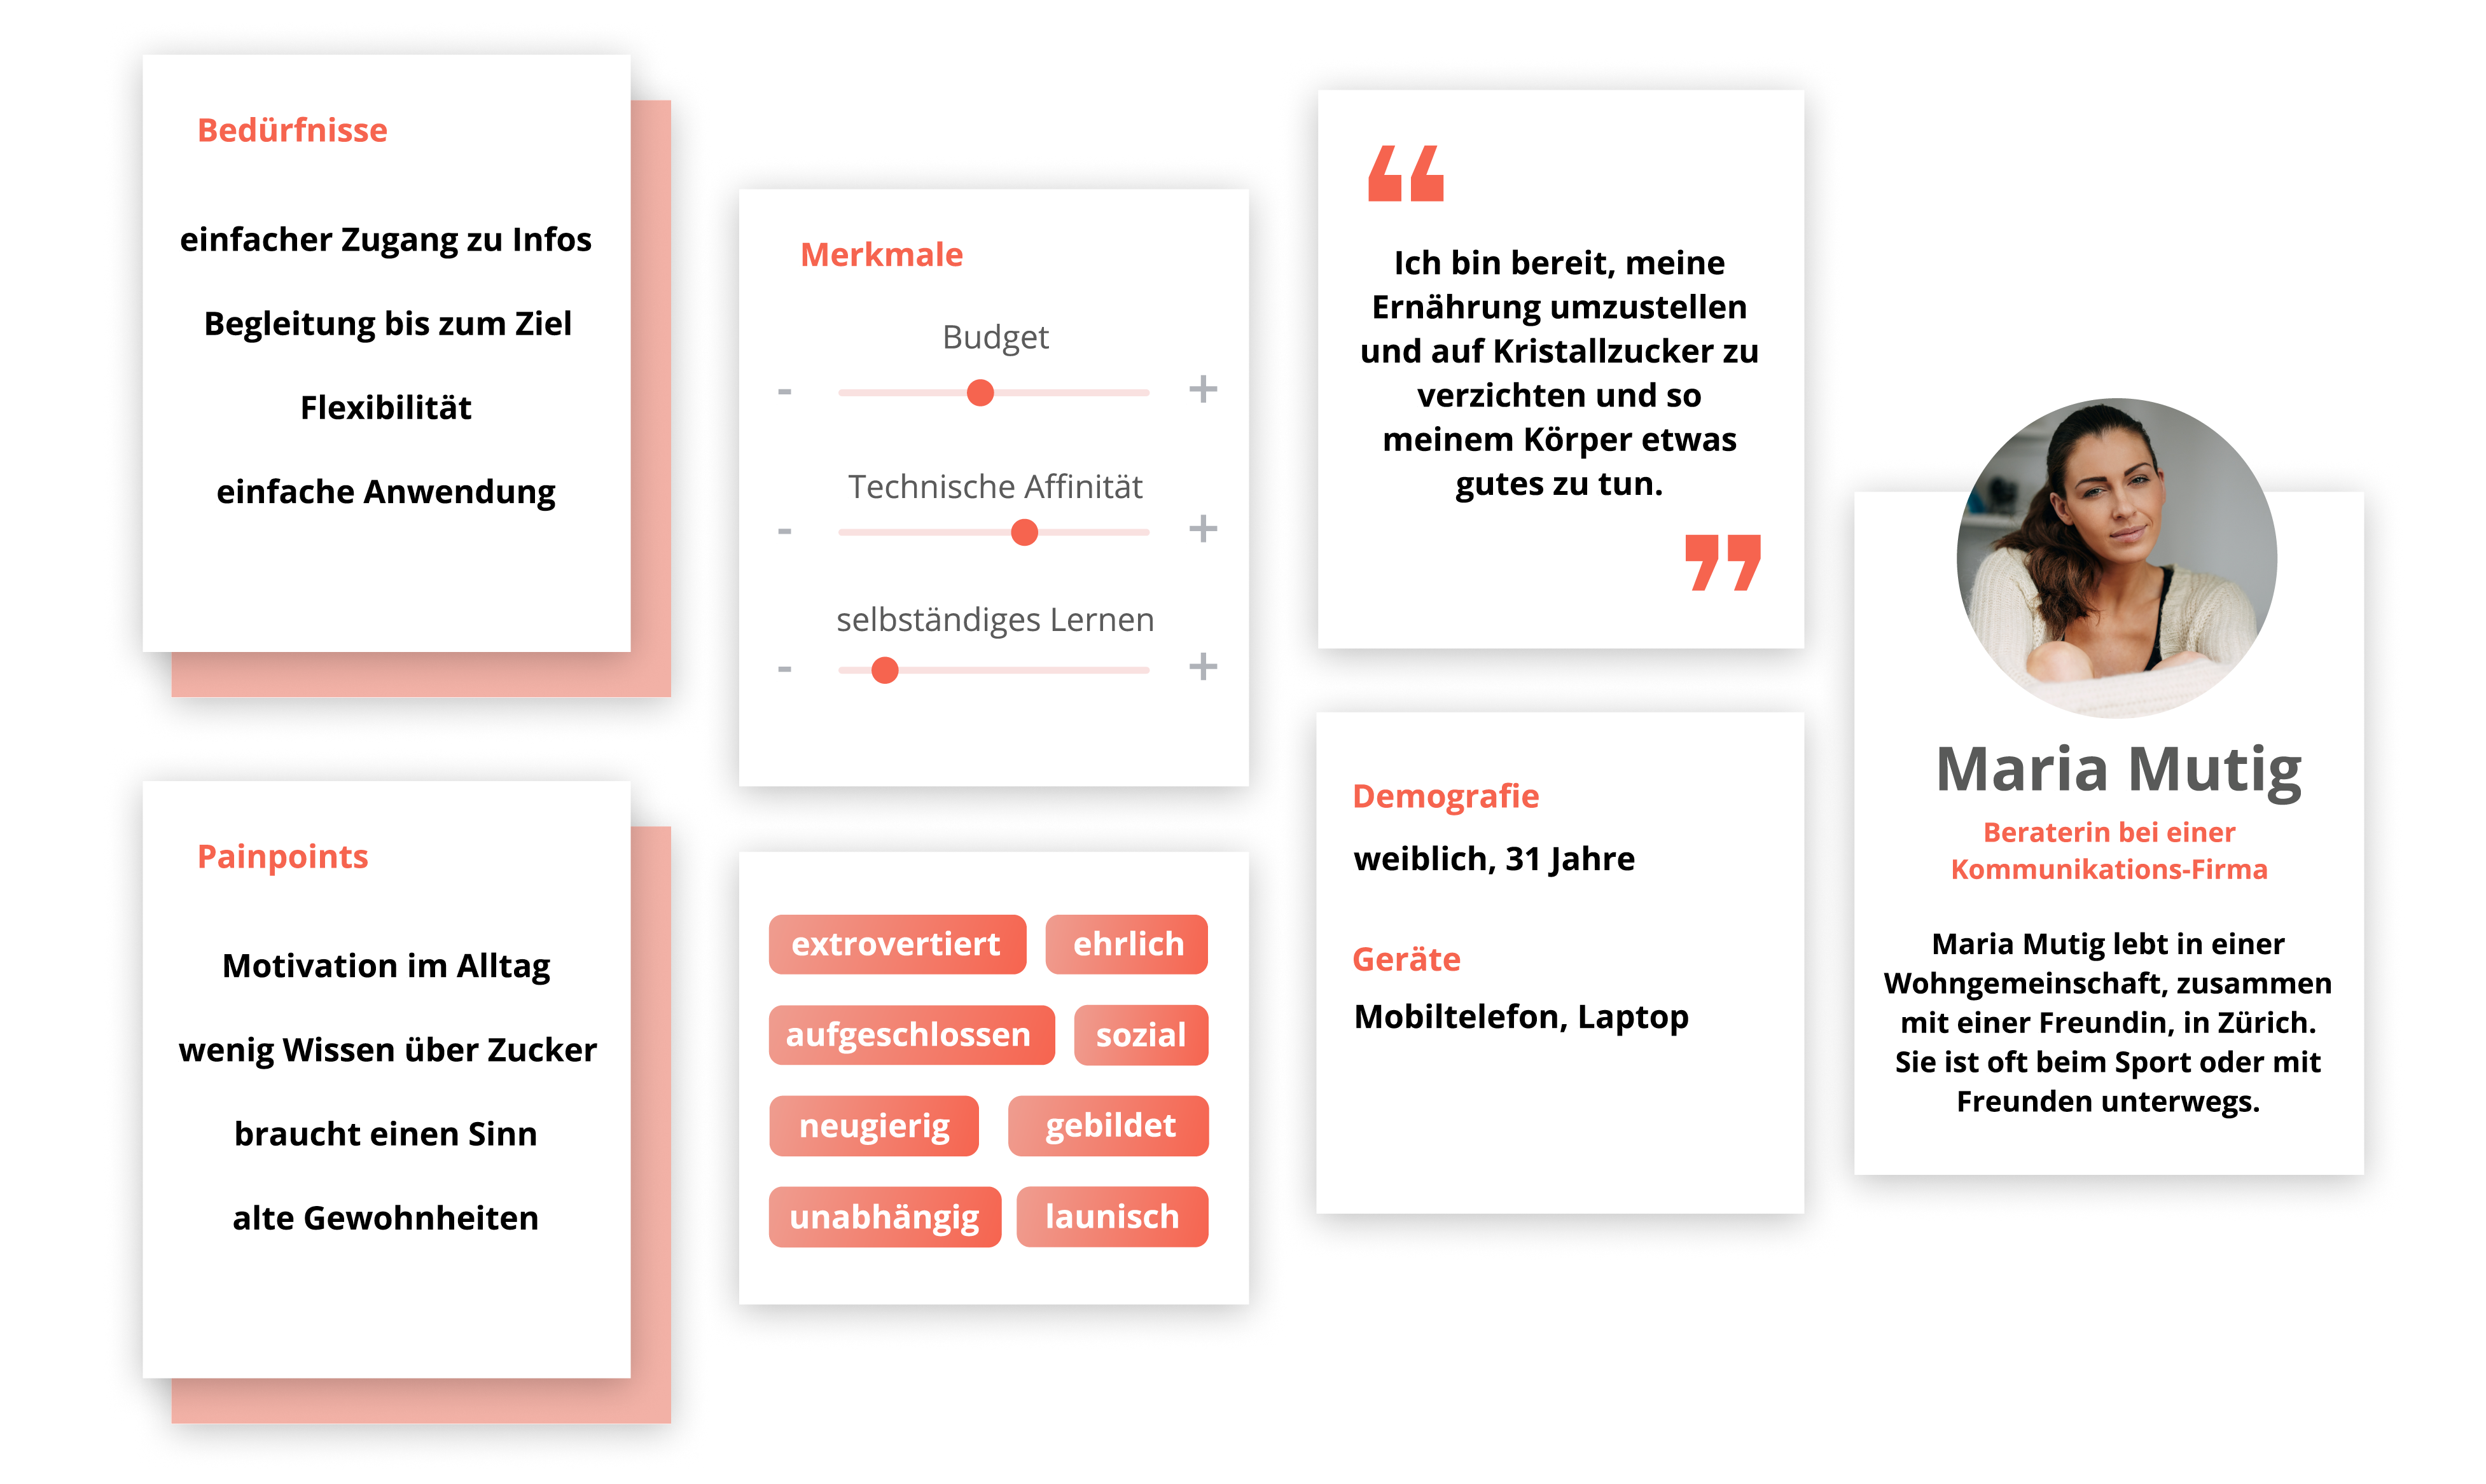 Bedürfnisse
einfacher Zugang zu Infos
Begleitung bis zum Ziel
Flexibilität
einfache Anwendung
Painpoints
Motivation im Alltag
wenig Wissen über Zucker
braucht einen Sinn
alte Gewohnheiten
Merkmale
Budget
- +
Technische Affinität
- +
selbständiges Lernen
- +
extrovertiert ehrlich
aufgeschlossen sozial
neugierig gebildet
unabhängig launisch
“
Ich bin bereit, meine
Ernährung umzustellen
und auf Kristallzucker zu
verzichten und so
meinem Körper etwas
gutes zu tun.
”
Demografie
weiblich, 31 Jahre
Geräte
Mobiltelefon, Laptop
Maria Mutig
Beraterin bei einer
Kommunikations-Firma
Maria Mutig lebt in einer
Wohngemeinschaft, zusammen
mit einer Freundin, in Zürich.
Sie ist oft beim Sport oder mit
Freunden unterwegs.